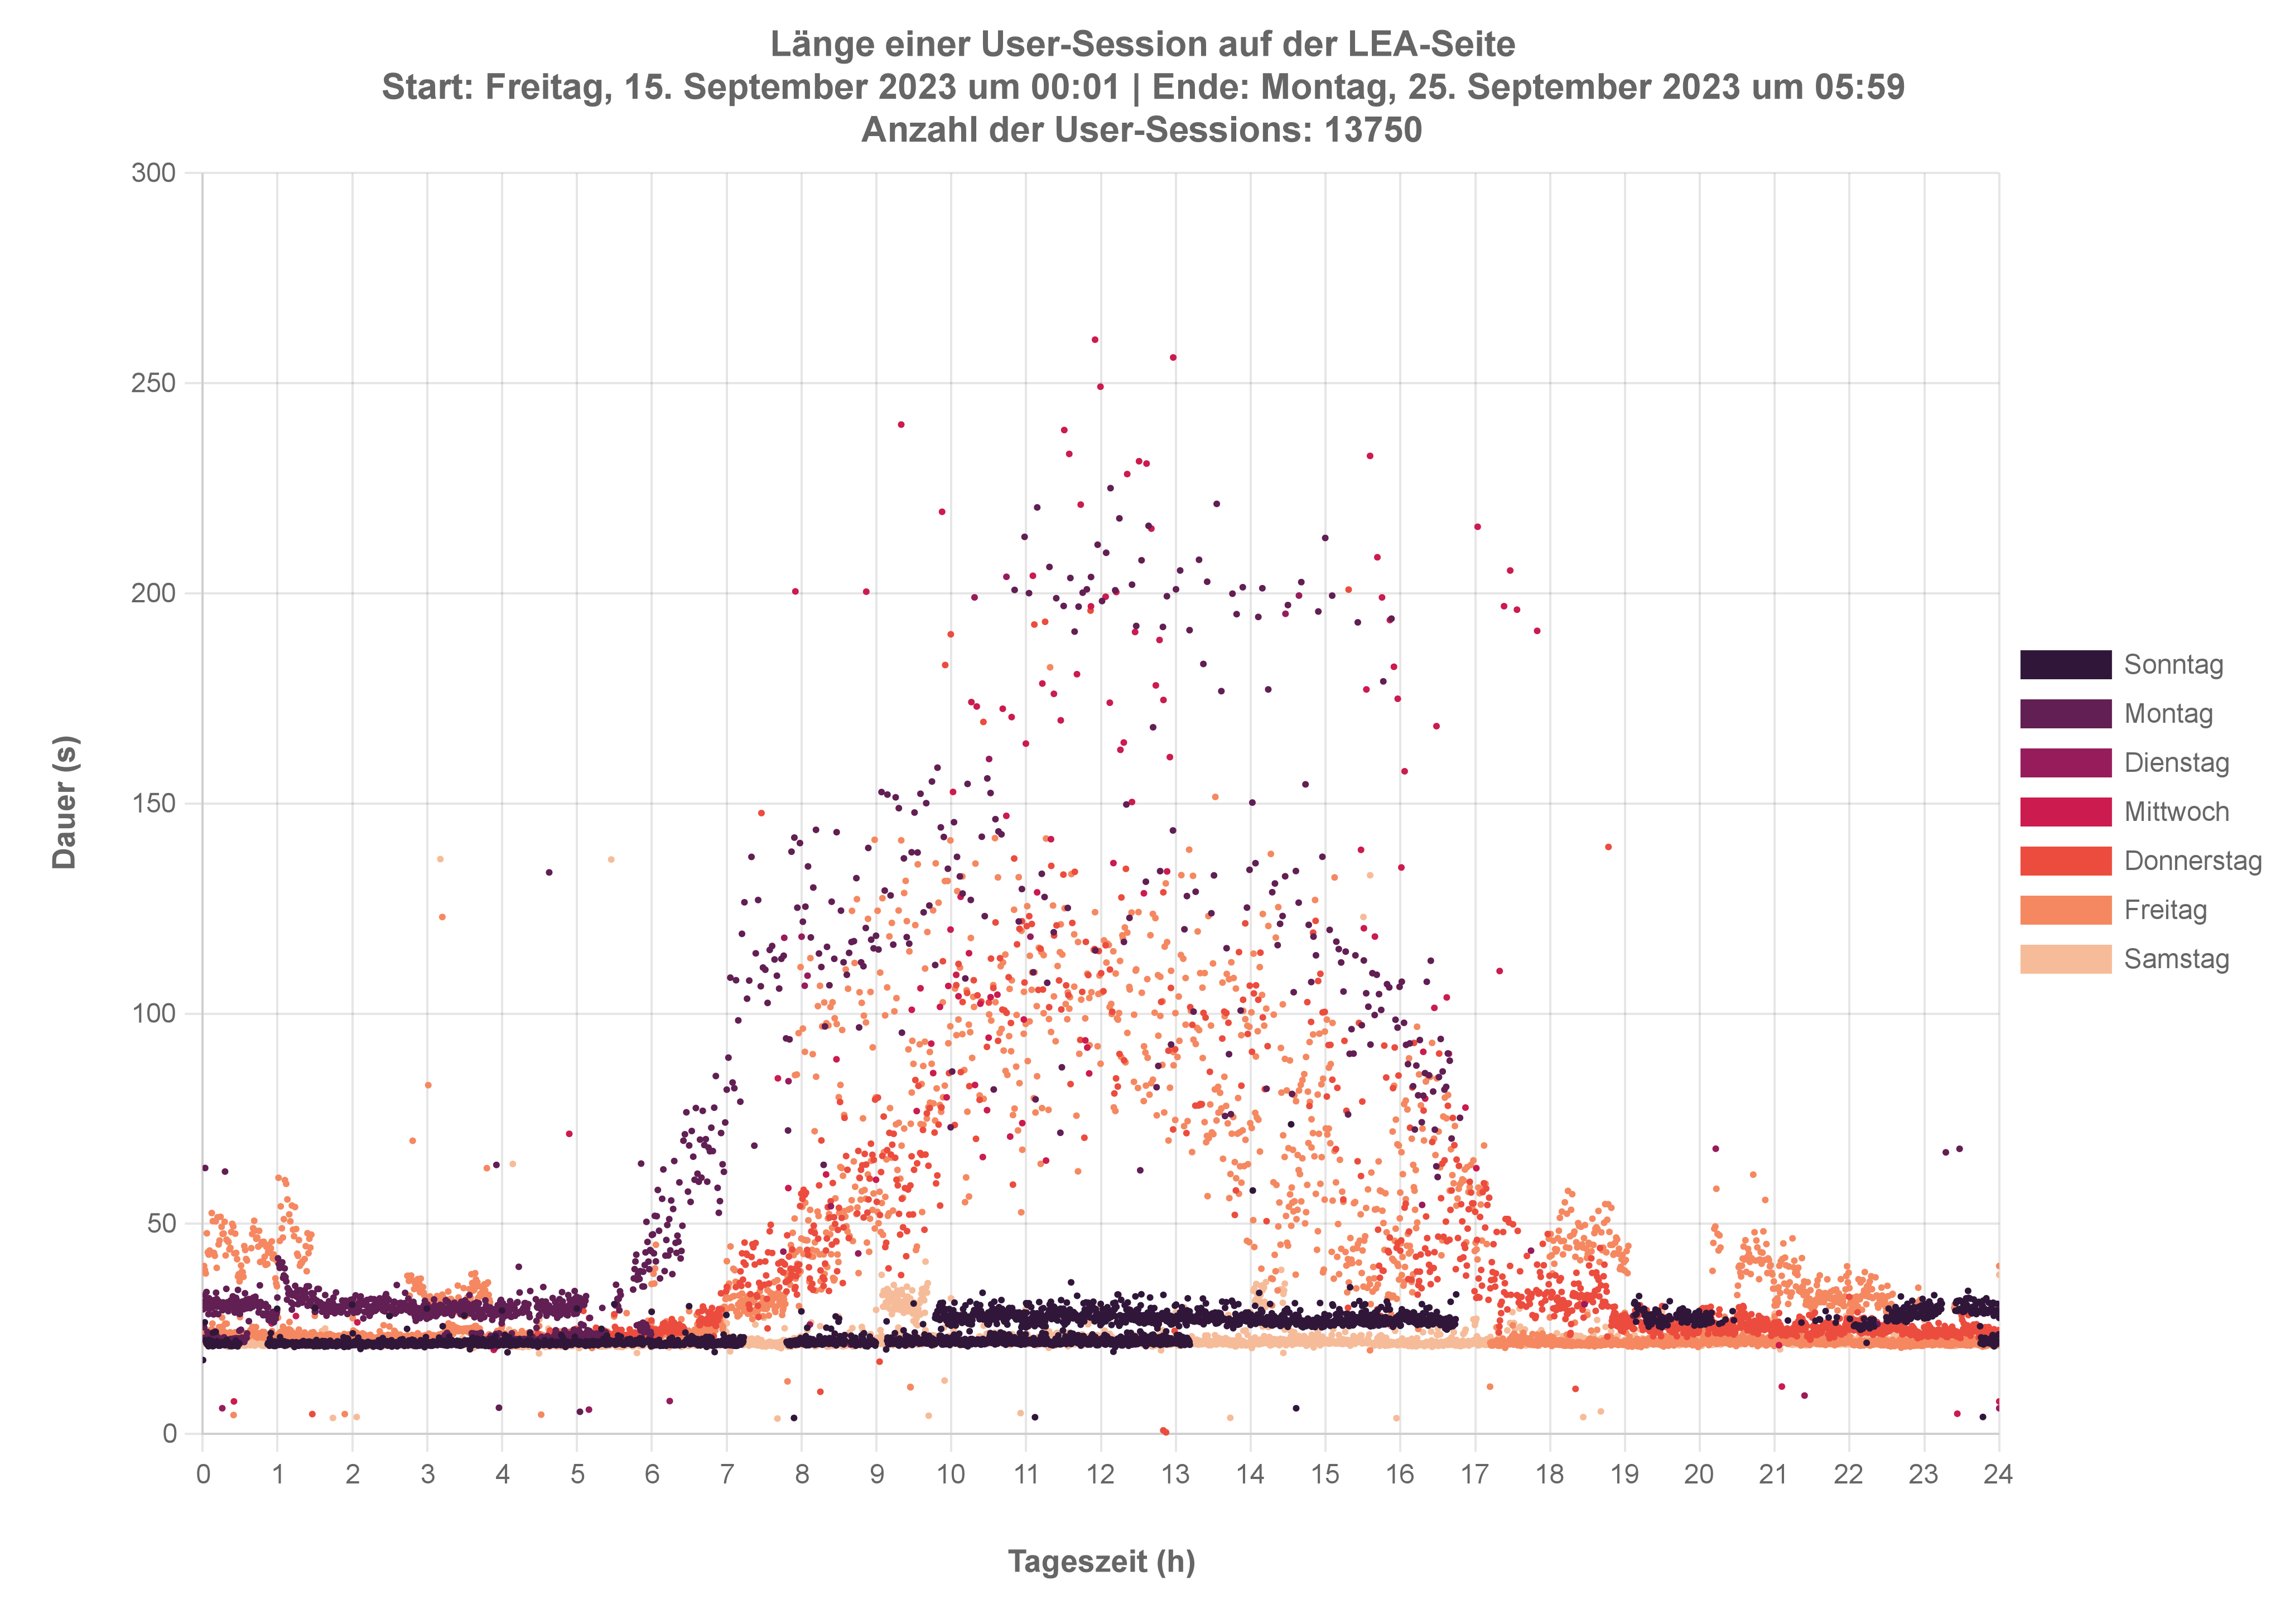 Länge einer User-Session auf der LEA-Seite
Start: Freitag, 15. September 2023 um 00:01 | Ende: Montag, 25. September 2023 um 05:59
Anzahl der User-Sessions: 13750
300
250
200
150
100
50
0
Dauer (s)
0 1 2 3 4 5 6 7 8 9 10 11 12 13 14 15 16 17 18 19 20 21 22 23 24
Tageszeit (h)
Sonntag
Montag
Dienstag
Mittwoch
Donnerstag
Freitag
Samstag